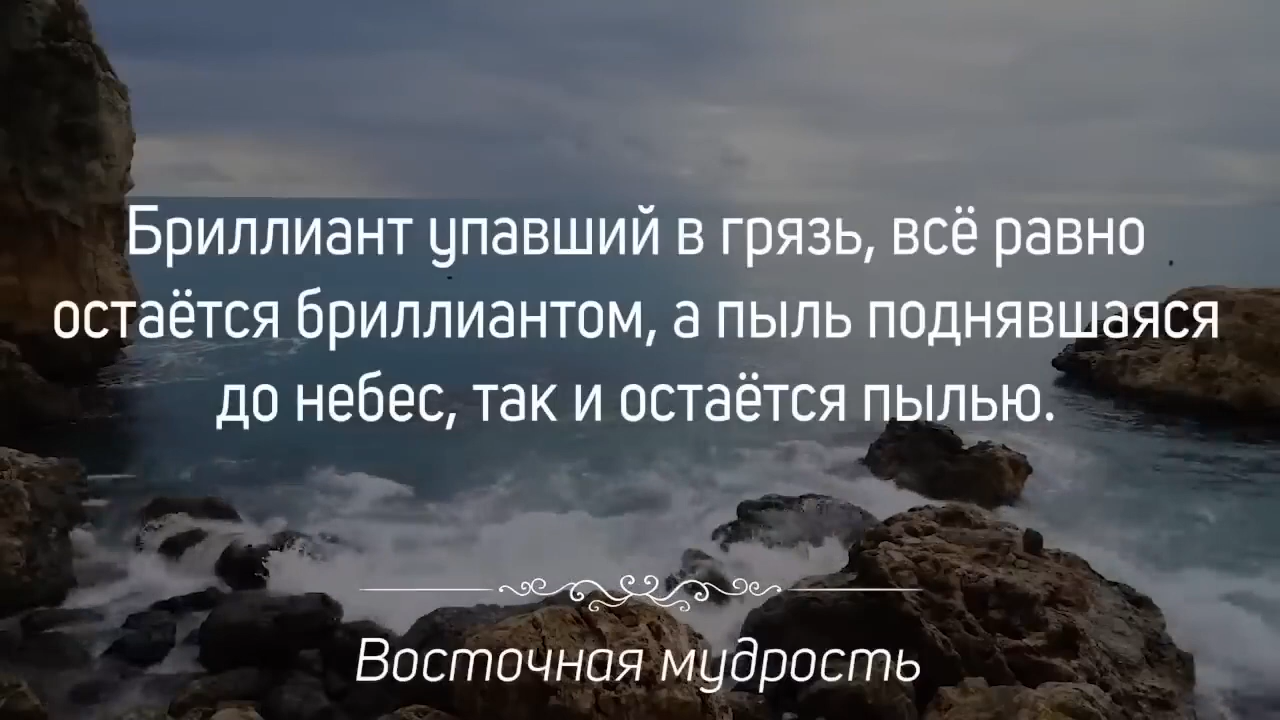 Бриллиант упавший в грязь, всё равно
остаётся бриллиантом, а пыль поднявшаяся
до небес, так и остаётся пылью.
Восточная мудрость